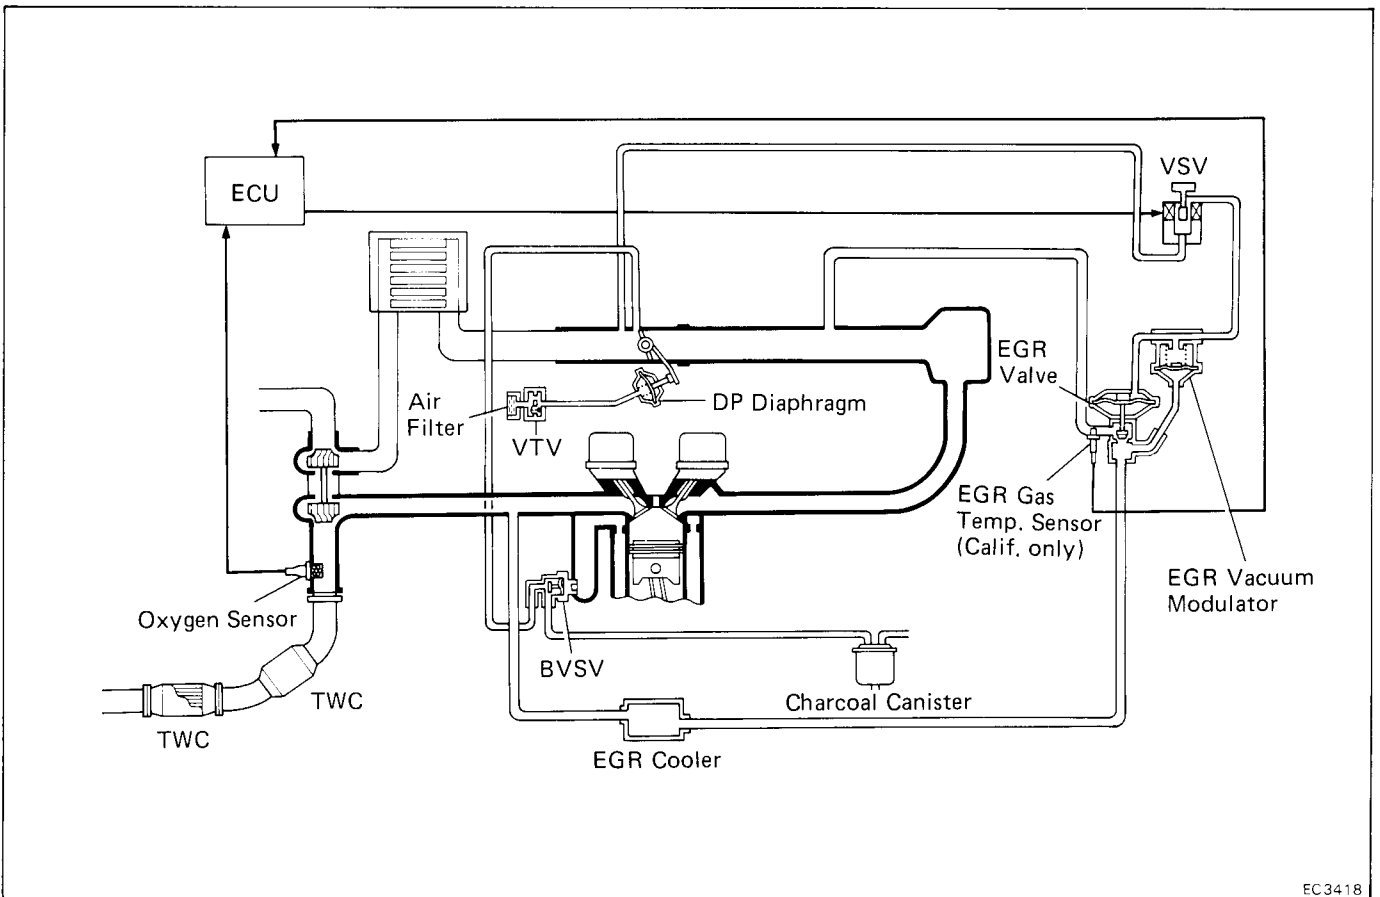 VSV
ECU
EGR
Valve
Air
Filter
DP Diaphragm
VTV
EGR Gas
Temp. Sensor
(Calif. only)
EGR Vacuum
Modulator
Oxygen Sensor
BVSV
TWC
Charcoal Canister
TWC
EGR Cooler
EC3418